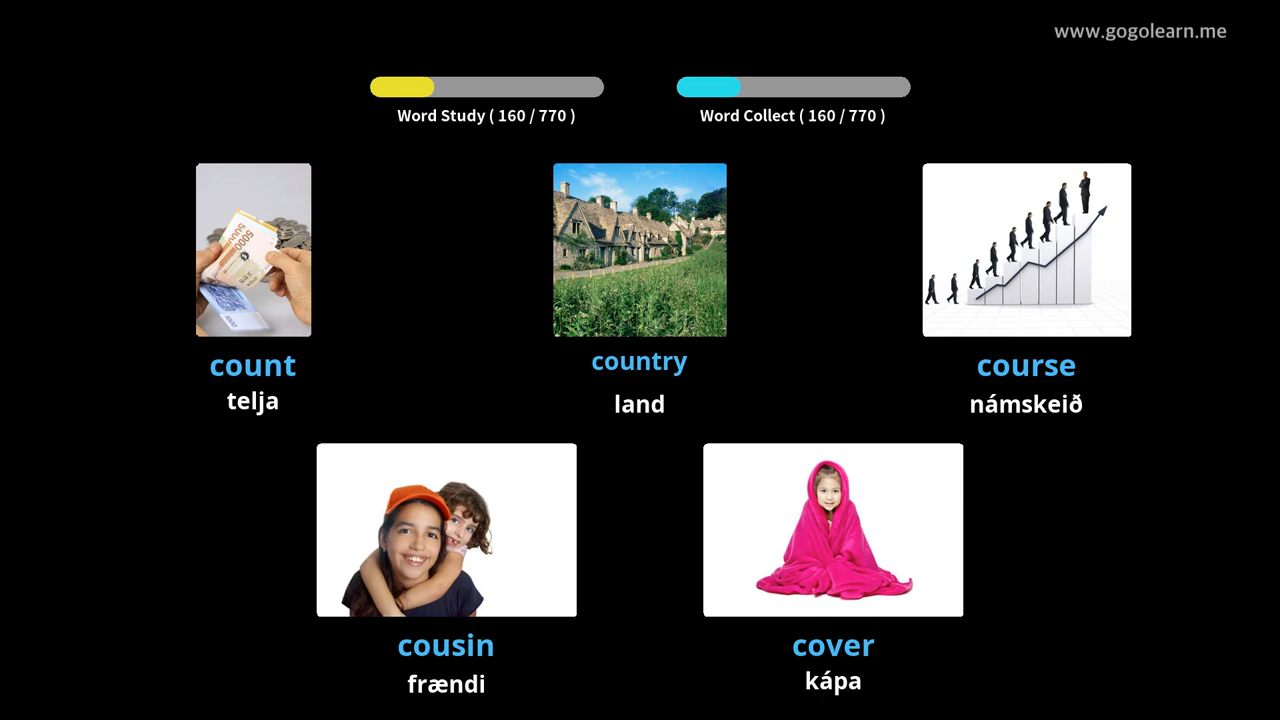 www.gogolearn.me
Word Study ( 160 / 770 )
Word Collect ( 160 / 770 )
5000
count
telja
country
land
course
námskeið
cousin
frændi
cover
kápa